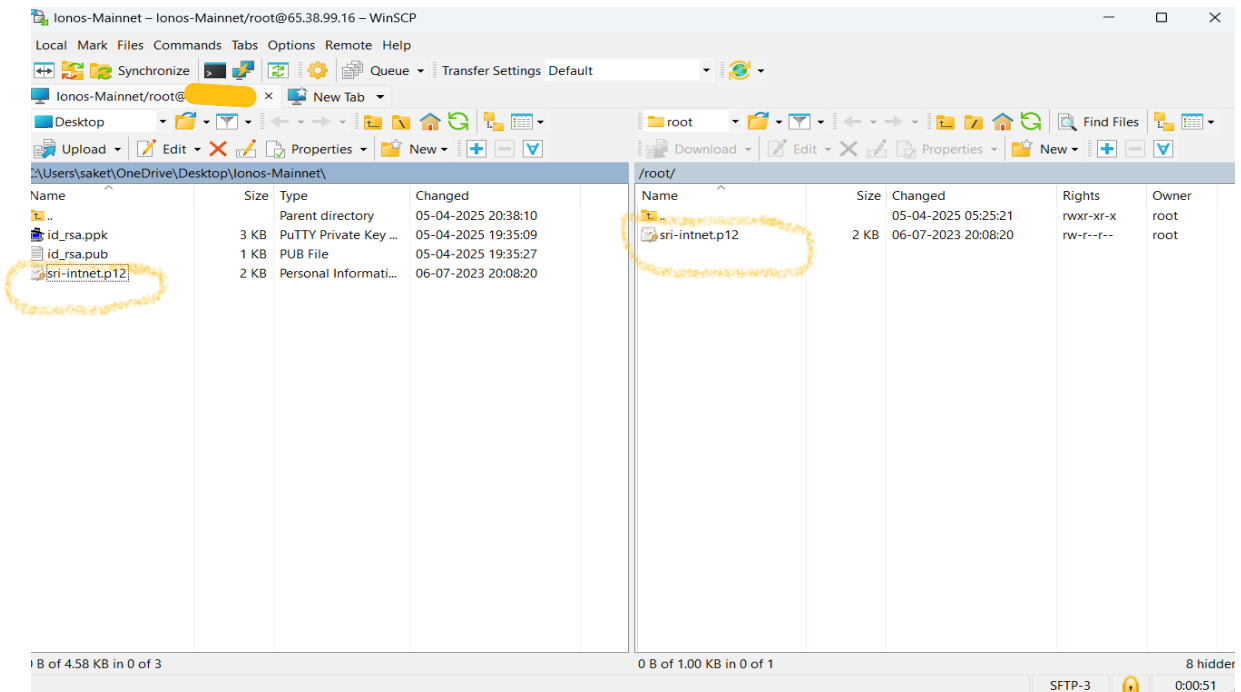 Ionos-Mainnet – Ionos-Mainnet/root@65.38.99.16 – WinSCP
Local Mark Files Commands Tabs Options Remote Help
Synchronize Queue Transfer Settings Default
Ionos-Mainnet/root@ × New Tab
Desktop root Find Files
Upload Edit Properties New Download Edit Properties New
:\Users\saket\OneDrive\Desktop\Ionos-Mainnet\ /root/
Name Size Type Changed Name Size Changed Rights Owner
.. Parent directory 05-04-2025 20:38:10 .. 05-04-2025 05:25:21 rwxr-xr-x root
id_rsa.ppk 3 KB PuTTY Private Key ... 05-04-2025 19:35:09 sri-intnet.p12 2 KB 06-07-2023 20:08:20 rw-r--r-- root
id_rsa.pub 1 KB PUB File 05-04-2025 19:35:27
sri-intnet.p12 2 KB Personal Informati... 06-07-2023 20:08:20
B of 4.58 KB in 0 of 3 0 B of 1.00 KB in 0 of 1 8 hidden
SFTP-3 0:00:51